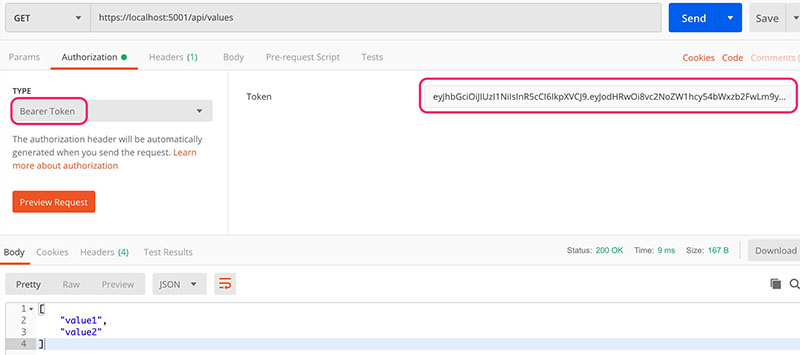 GET https://localhost:5001/api/values Send Save
Params Authorization Headers (1) Body Pre-request Script Tests Cookies Code Comments (
TYPE
Bearer Token
Token eyJhbGciOiJIUzI1NiIsInR5cCI6IkpXVCJ9.eyJodHRwOi8vc2NoZW1hcy54bWxzb2FwLm9y...
The authorization header will be automatically
generated when you send the request. Learn
more about authorization
Preview Request
Body Cookies Headers (4) Test Results Status: 200 OK Time: 9 ms Size: 167 B Download
Pretty Raw Preview JSON
1 [
2 "value1",
3 "value2"
4 ]